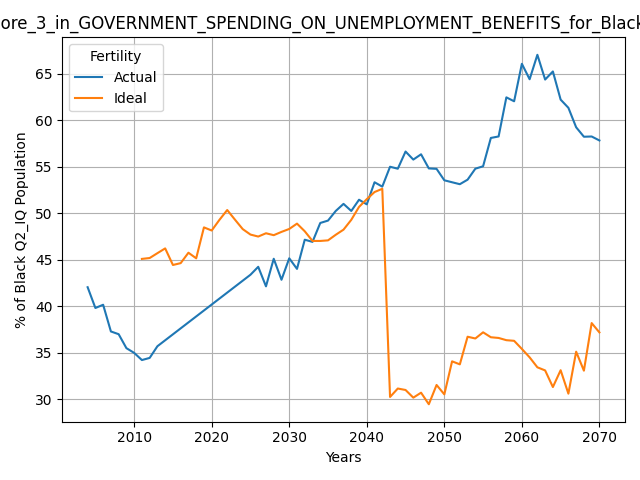 ore_3_in_GOVERNMENT_SPENDING_ON_UNEMPLOYMENT_BENEFITS_for_Black
Fertility
Actual
Ideal
65
60
55
50
45
40
35
30
% of Black Q2_IQ Population
2010 2020 2030 2040 2050 2060 2070
Years